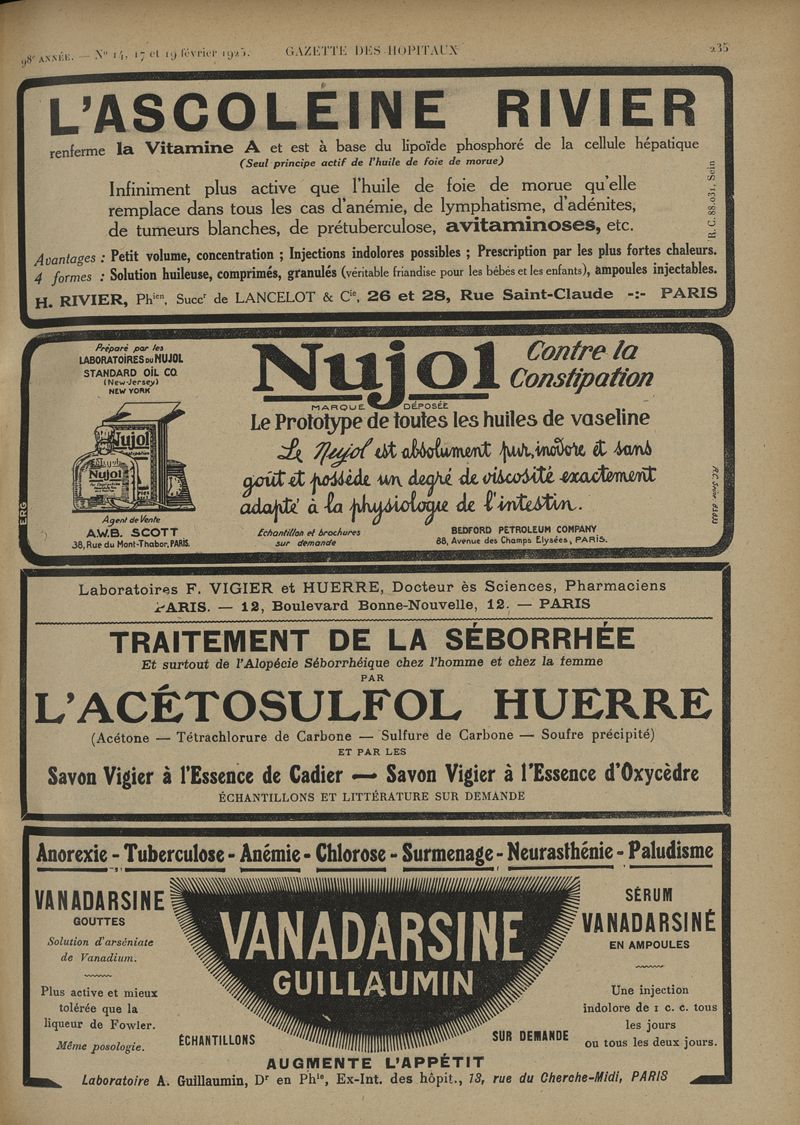 98e ANNÉE. — No 14, 17 et 19 février 1925. GAZETTE DES HOPITAUX 235
L'ASCOLÉINE RIVIER
renferme la Vitamine A et est à base du lipoïde phosphoré de la cellule hépatique
(Seul principe actif de l'huile de foie de morue)
Infiniment plus active que l'huile de foie de morue qu'elle
remplace dans tous les cas d'anémie, de lymphatisme, d'adénites,
de tumeurs blanches, de prétuberculose, avitaminoses, etc.
R. C. 88.031, Sein
Avantages : Petit volume, concentration ; Injections indolores possibles ; Prescription par les plus fortes chaleurs.
4 formes : Solution huileuse, comprimés, granulés (véritable friandise pour les bébés et les enfants), ampoules injectables.
H. RIVIER, Phien, Succr de LANCELOT & Cie, 26 et 28, Rue Saint-Claude -:- PARIS
Préparé par les
LABORATOIRES DU NUJOL
STANDARD OIL CO.
(New-Jersey)
NEW YORK
Nujol
Nujol
Agent de Vente
A.W.B. SCOTT
38, Rue du Mont-Thabor, PARIS.
ERG
Nujol
MARQUE DÉPOSÉE
Contre la
Constipation
Le Prototype de toutes les huiles de vaseline
Le Nujol est absolument pur, inodore et sans
goût et possède un degré de viscosité exactement
adapté à la physiologie de l'intestin.
Échantillon et brochures
sur demande
BEDFORD PETROLEUM COMPANY
88, Avenue des Champs Elysées, PARIS.
Laboratoires F. VIGIER et HUERRE, Docteur ès Sciences, Pharmaciens
PARIS. — 12, Boulevard Bonne-Nouvelle, 12. — PARIS
TRAITEMENT DE LA SÉBORRHÉE
Et surtout de l'Alopécie Séborrhéique chez l'homme et chez la femme
PAR
L'ACÉTOSULFOL HUERRE
(Acétone — Tétrachlorure de Carbone — Sulfure de Carbone — Soufre précipité)
ET PAR LES
Savon Vigier à l'Essence de Cadier — Savon Vigier à l'Essence d'Oxycèdre
ÉCHANTILLONS ET LITTÉRATURE SUR DEMANDE
Anorexie - Tuberculose - Anémie - Chlorose - Surmenage - Neurasthénie - Paludisme
VANADARSINE
GOUTTES
Solution d'arséniate
de Vanadium.
Plus active et mieux
tolérée que la
liqueur de Fowler.
Même posologie.
VANADARSINE
GUILLAUMIN
ÉCHANTILLONS SUR DEMANDE
SÉRUM
VANADARSINÉ
EN AMPOULES
Une injection
indolore de 1 c. c. tous
les jours
ou tous les deux jours.
AUGMENTE L'APPÉTIT
Laboratoire A. Guillaumin, Dr en Phie, Ex-Int. des hôpit., 13, rue du Cherche-Midi, PARIS